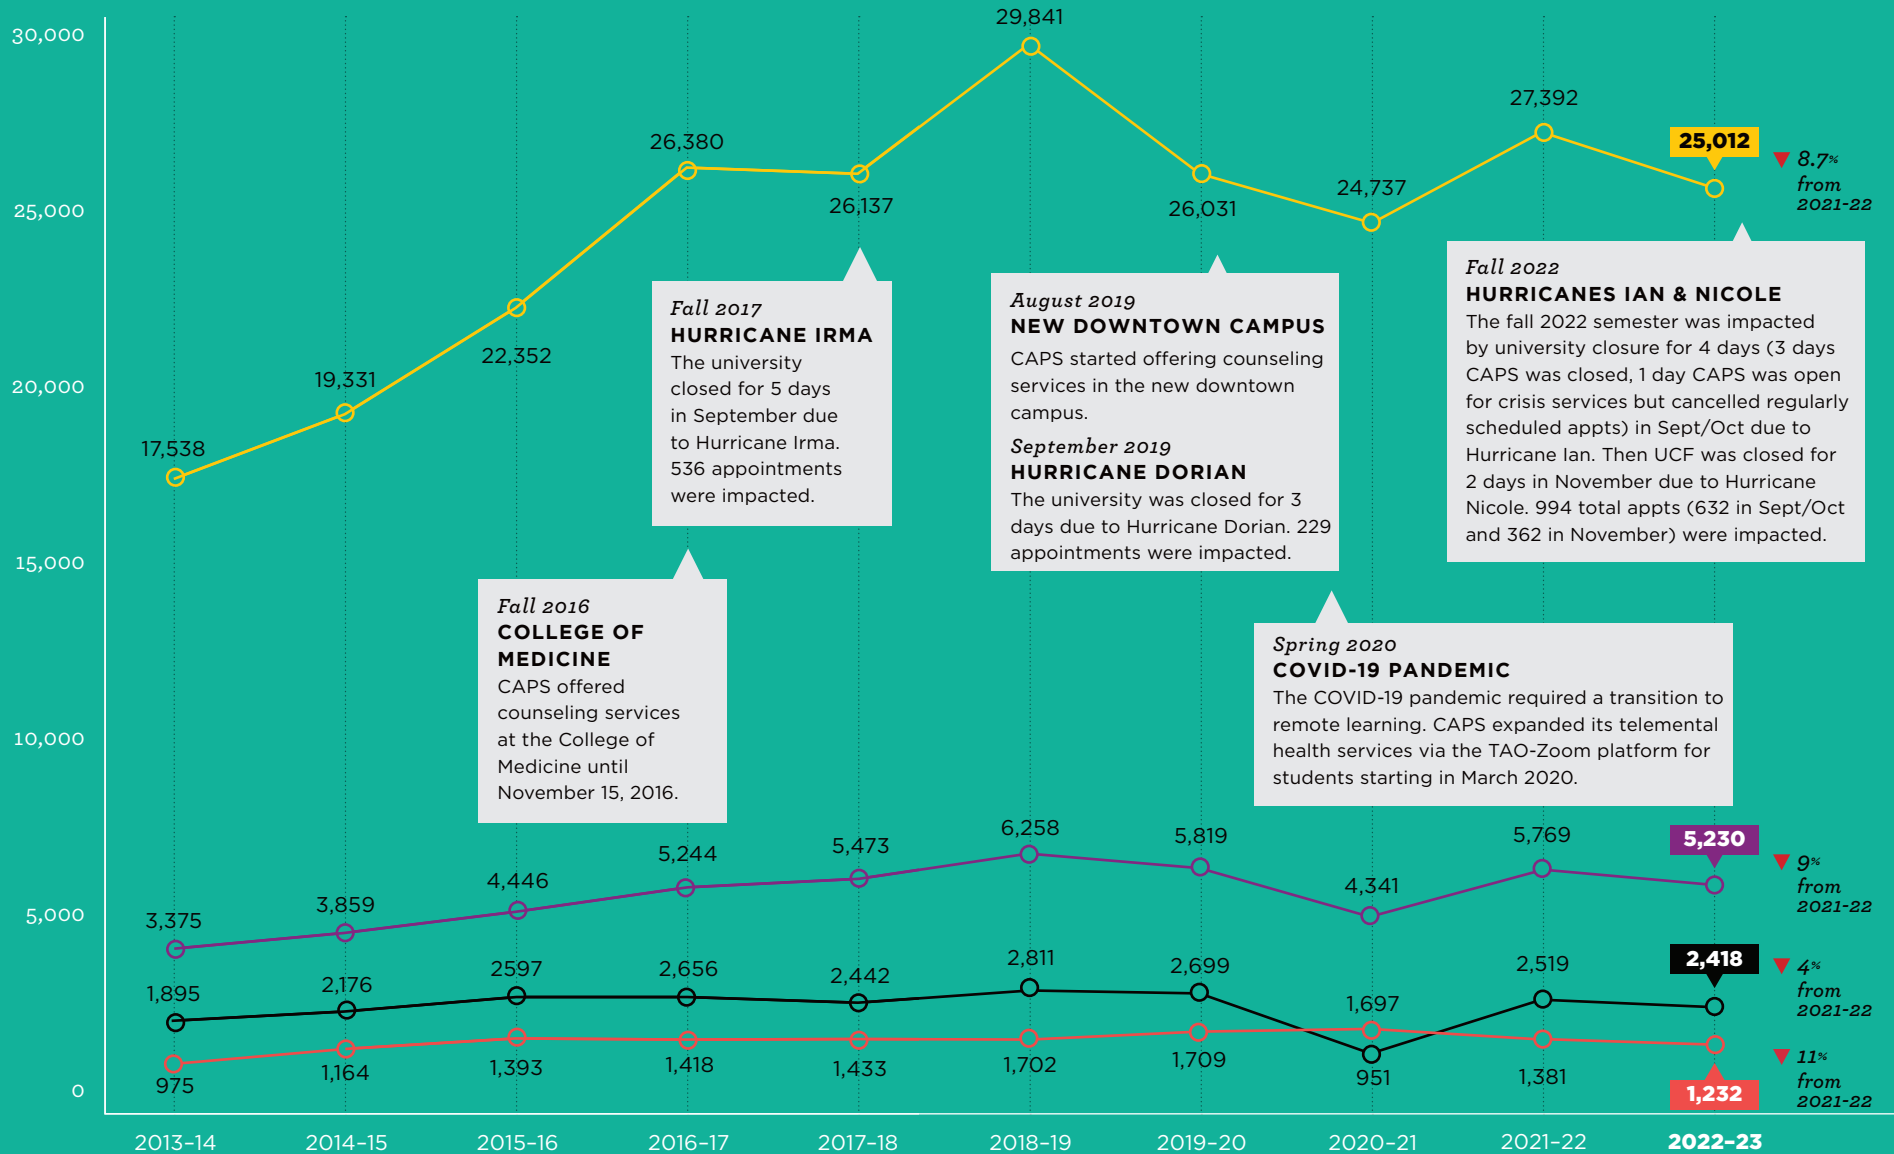 30,000
25,000
20,000
15,000
10,000
5,000
0
17,538
19,331
22,352
26,380
26,137
29,841
26,031
24,737
27,392
25,012
8.7%
from
2021-22
Fall 2017
HURRICANE IRMA
The university
closed for 5 days
in September due
to Hurricane Irma.
536 appointments
were impacted.
August 2019
NEW DOWNTOWN CAMPUS
CAPS started offering counseling
services in the new downtown
campus.
September 2019
HURRICANE DORIAN
The university was closed for 3
days due to Hurricane Dorian. 229
appointments were impacted.
Fall 2022
HURRICANES IAN & NICOLE
The fall 2022 semester was impacted
by university closure for 4 days (3 days
CAPS was closed, 1 day CAPS was open
for crisis services but cancelled regularly
scheduled appts) in Sept/Oct due to
Hurricane Ian. Then UCF was closed for
2 days in November due to Hurricane
Nicole. 994 total appts (632 in Sept/Oct
and 362 in November) were impacted.
Fall 2016
COLLEGE OF
MEDICINE
CAPS offered
counseling services
at the College of
Medicine until
November 15, 2016.
Spring 2020
COVID-19 PANDEMIC
The COVID-19 pandemic required a transition to
remote learning. CAPS expanded its telemental
health services via the TAO-Zoom platform for
students starting in March 2020.
3,375
3,859
4,446
5,244
5,473
6,258
5,819
4,341
5,769
5,230
9%
from
2021-22
1,895
2,176
2597
2,656
2,442
2,811
2,699
1,697
2,519
2,418
4%
from
2021-22
975
1,164
1,393
1,418
1,433
1,702
1,709
951
1,381
1,232
11%
from
2021-22
2013-14
2014-15
2015-16
2016-17
2017-18
2018-19
2019-20
2020-21
2021-22
2022-23